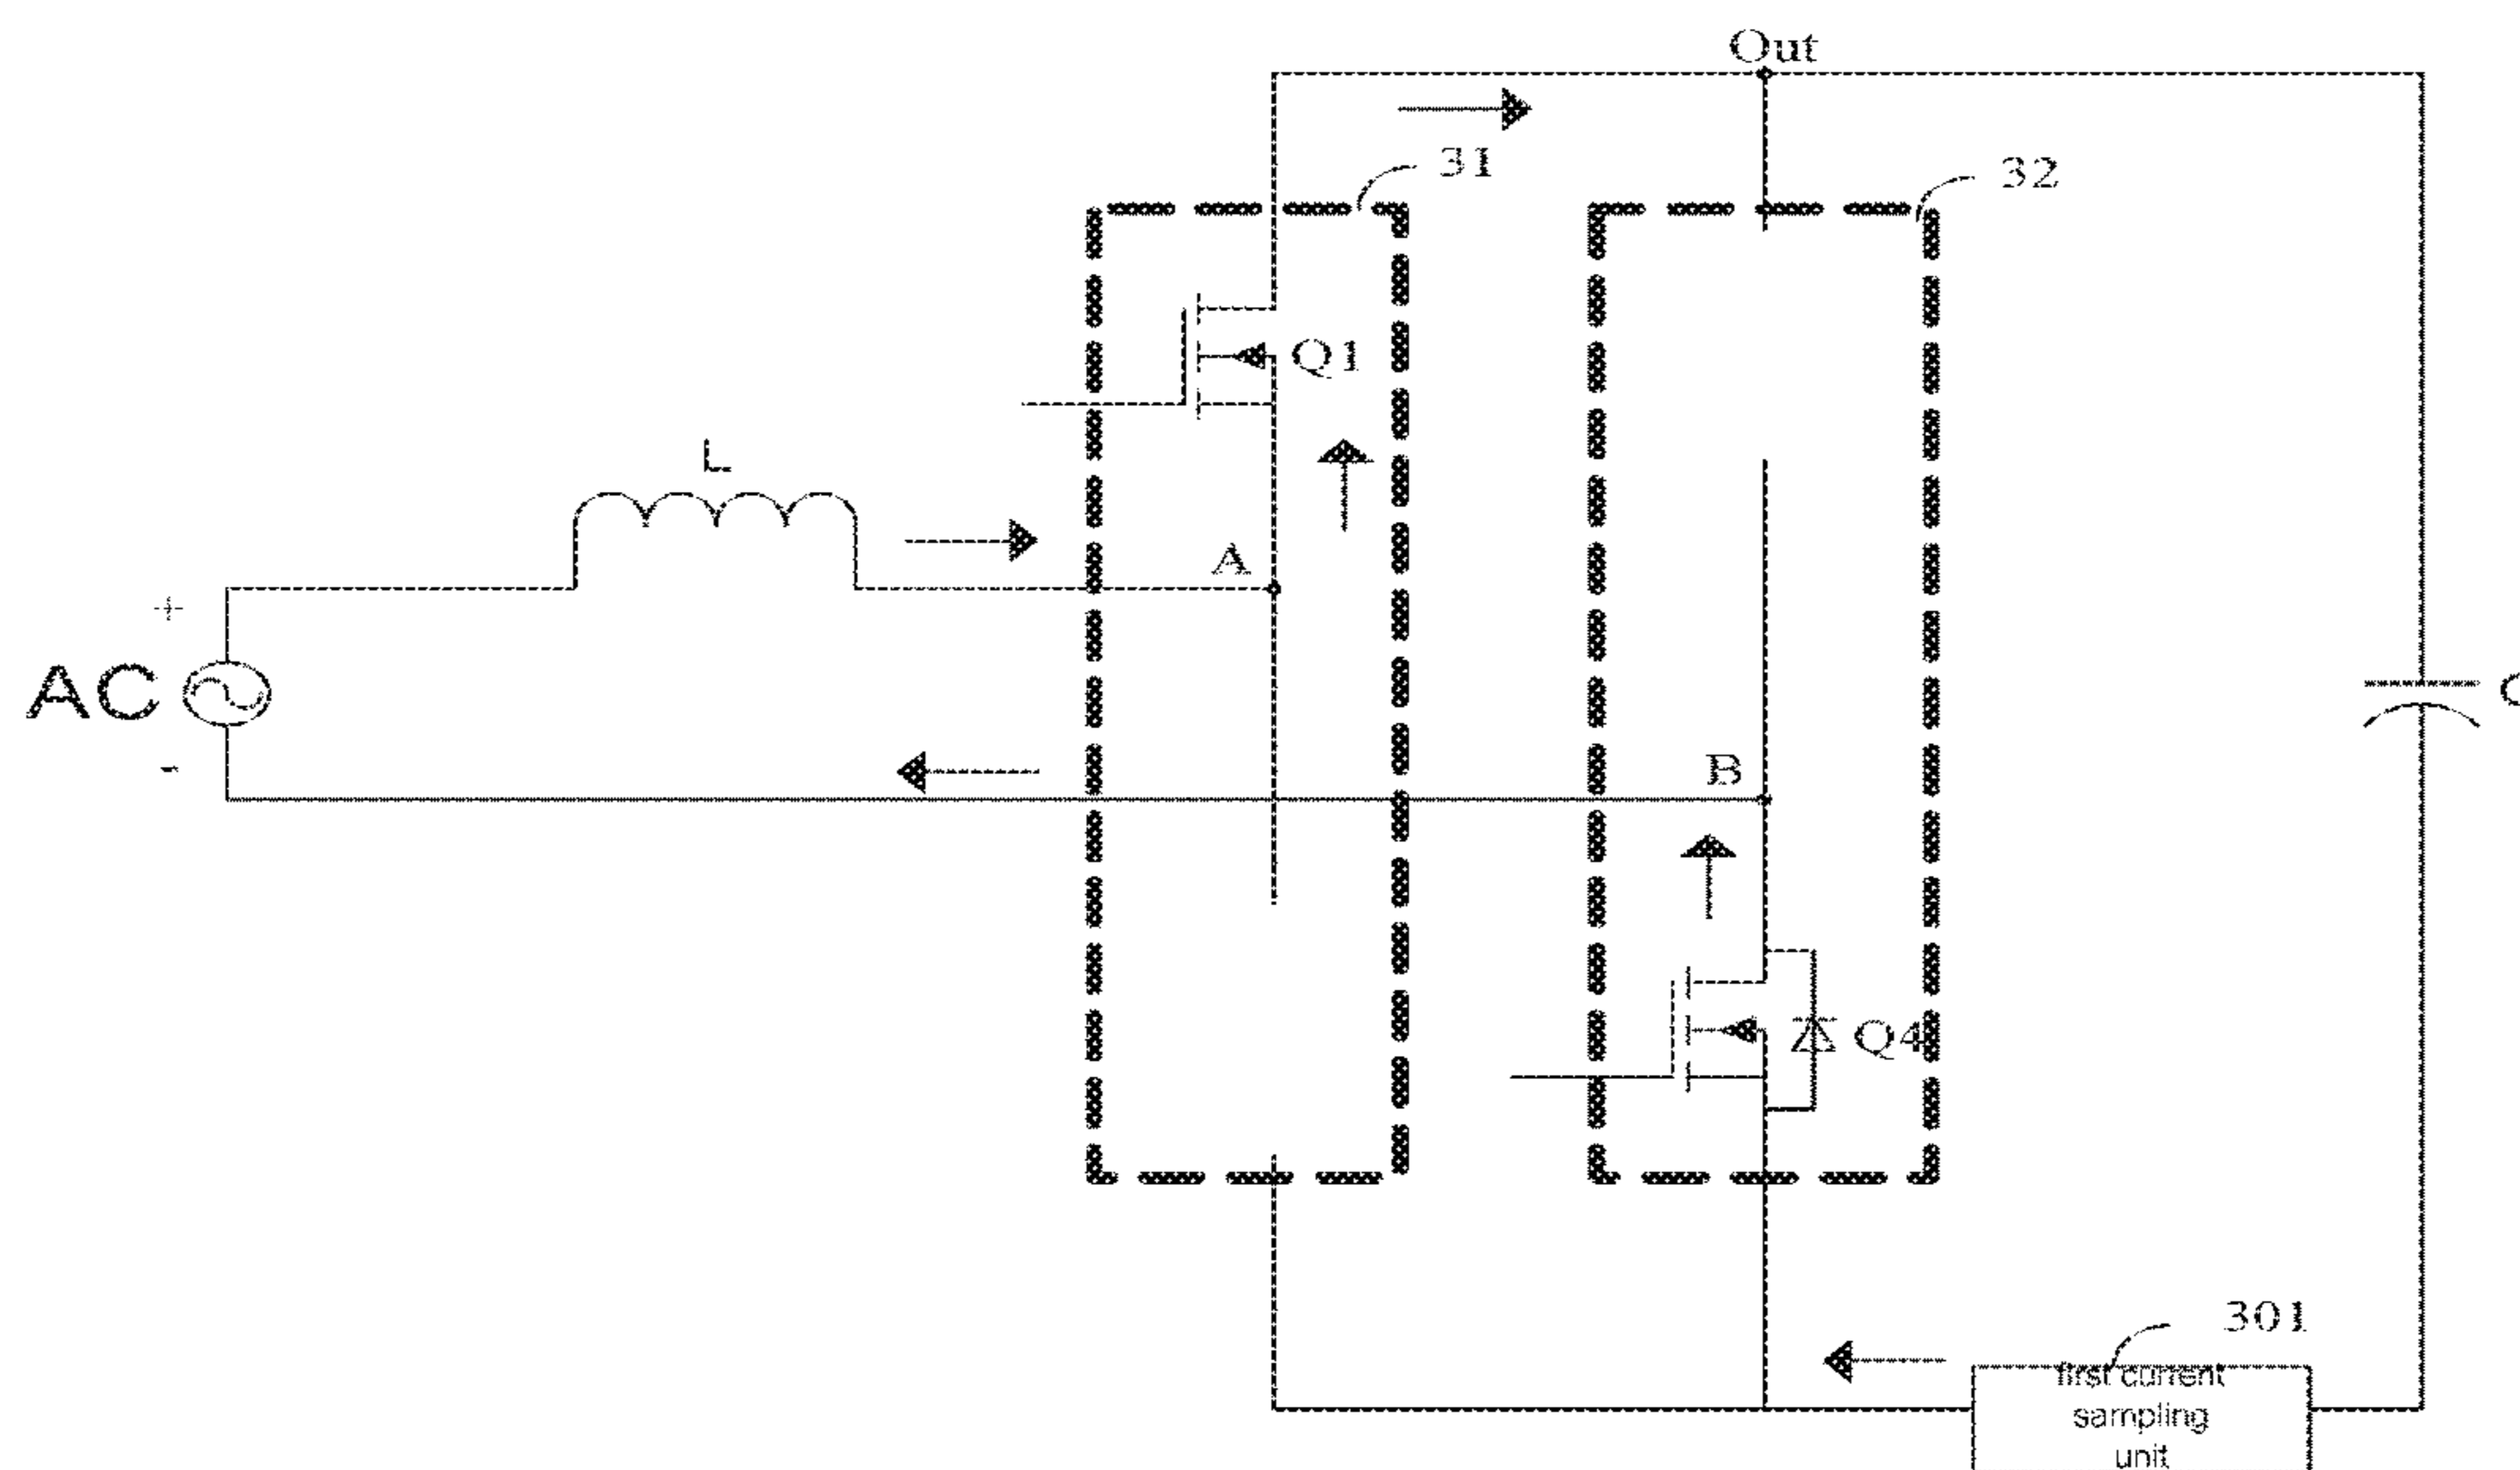 Out
31
32
Q1
L
A
+
AC
-
B
Q4
301
first current
sampling
unit